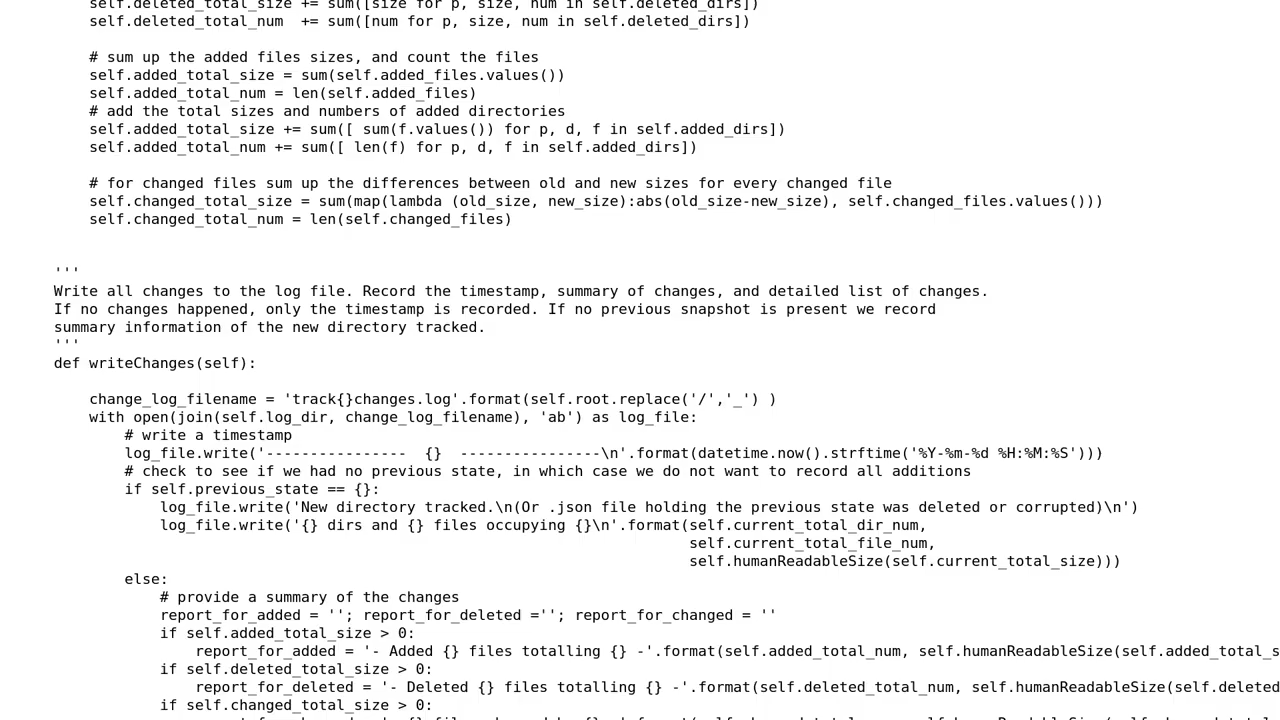 self.deleted_total_size += sum([size for p, size, num in self.deleted_dirs])
self.deleted_total_num  += sum([num for p, size, num in self.deleted_dirs])
# sum up the added files sizes, and count the files
self.added_total_size = sum(self.added_files.values())
self.added_total_num = len(self.added_files)
# add the total sizes and numbers of added directories
self.added_total_size += sum([ sum(f.values()) for p, d, f in self.added_dirs])
self.added_total_num += sum([ len(f) for p, d, f in self.added_dirs])
# for changed files sum up the differences between old and new sizes for every changed file
self.changed_total_size = sum(map(lambda (old_size, new_size):abs(old_size-new_size), self.changed_files.values()))
self.changed_total_num = len(self.changed_files)
'''
Write all changes to the log file. Record the timestamp, summary of changes, and detailed list of changes.
If no changes happened, only the timestamp is recorded. If no previous snapshot is present we record
summary information of the new directory tracked.
'''
def writeChanges(self):
change_log_filename = 'track{}changes.log'.format(self.root.replace('/','_') )
with open(join(self.log_dir, change_log_filename), 'ab') as log_file:
# write a timestamp
log_file.write('----------------  {}  ----------------\n'.format(datetime.now().strftime('%Y-%m-%d %H:%M:%S')))
# check to see if we had no previous state, in which case we do not want to record all additions
if self.previous_state == {}:
log_file.write('New directory tracked.\n(Or .json file holding the previous state was deleted or corrupted)\n')
log_file.write('{} dirs and {} files occupying {}\n'.format(self.current_total_dir_num,
self.current_total_file_num,
self.humanReadableSize(self.current_total_size)))
else:
# provide a summary of the changes
report_for_added = ''; report_for_deleted =''; report_for_changed = ''
if self.added_total_size > 0:
report_for_added = '- Added {} files totalling {} -'.format(self.added_total_num, self.humanReadableSize(self.added_total_s
if self.deleted_total_size > 0:
report_for_deleted = '- Deleted {} files totalling {} -'.format(self.deleted_total_num, self.humanReadableSize(self.deleted
if self.changed_total_size > 0: